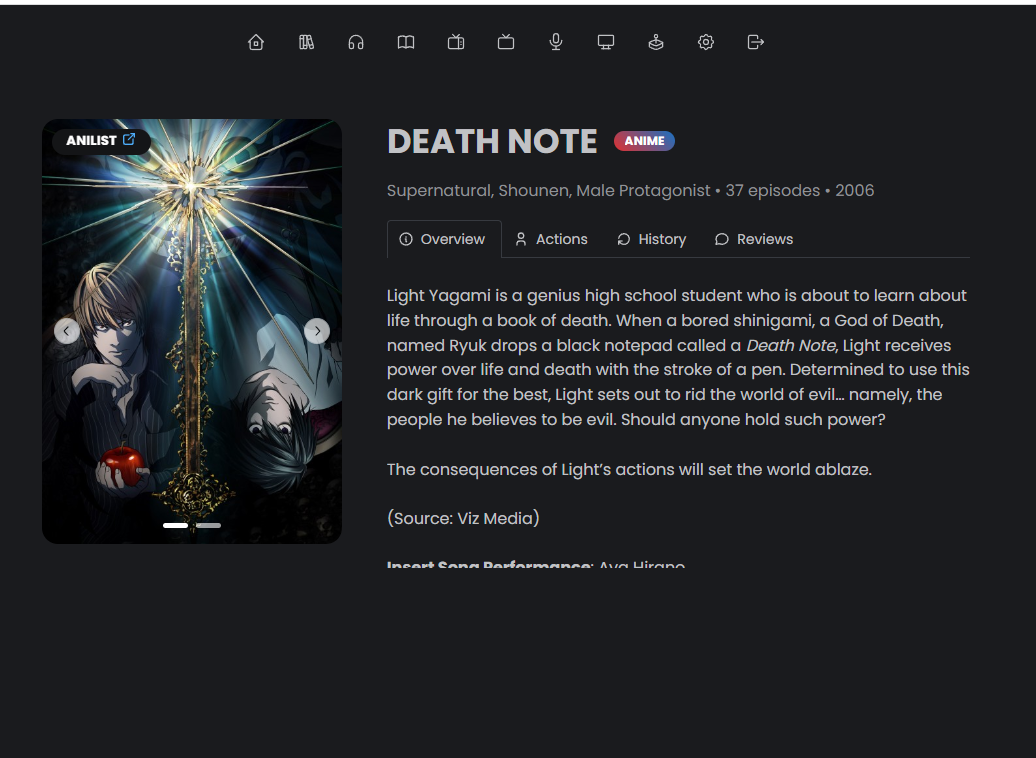 ANILIST
DEATH NOTE
ANIME
Supernatural, Shounen, Male Protagonist • 37 episodes • 2006
Overview
Actions
History
Reviews
Light Yagami is a genius high school student who is about to learn about
life through a book of death. When a bored shinigami, a God of Death,
named Ryuk drops a black notepad called a Death Note, Light receives
power over life and death with the stroke of a pen. Determined to use this
dark gift for the best, Light sets out to rid the world of evil… namely, the
people he believes to be evil. Should anyone hold such power?
The consequences of Light’s actions will set the world ablaze.
(Source: Viz Media)
Insert Song Performance: Aya Hirano